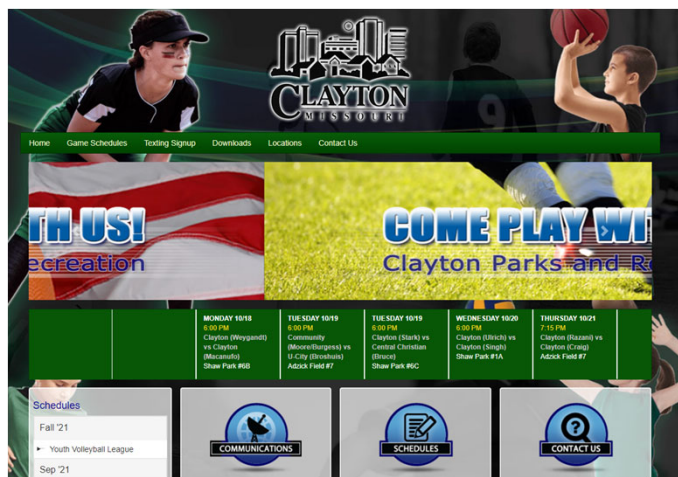 CLAYTON
MISSOURI
Home Game Schedules Texting Signup Downloads Locations Contact Us
TH US!
ecreation
COME PLAY WIT
Clayton Parks and Re
MONDAY 10/18
6:00 PM
Clayton (Weygandt)
vs Clayton
(Macanufo)
Shaw Park #6B
TUESDAY 10/19
6:00 PM
Community
(Moore/Burgess) vs
U-City (Broshuis)
Adzick Field #7
TUESDAY 10/19
6:00 PM
Clayton (Stark) vs
Central Christian
(Bruce)
Shaw Park #6C
WEDNESDAY 10/20
6:00 PM
Clayton (Ulrich) vs
Clayton (Singh)
Shaw Park #1A
THURSDAY 10/21
7:15 PM
Clayton (Razani) vs
Clayton (Craig)
Adzick Field #7
Schedules
Fall '21
Youth Volleyball League
Sep '21
COMMUNICATIONS
SCHEDULES
CONTACT US
9